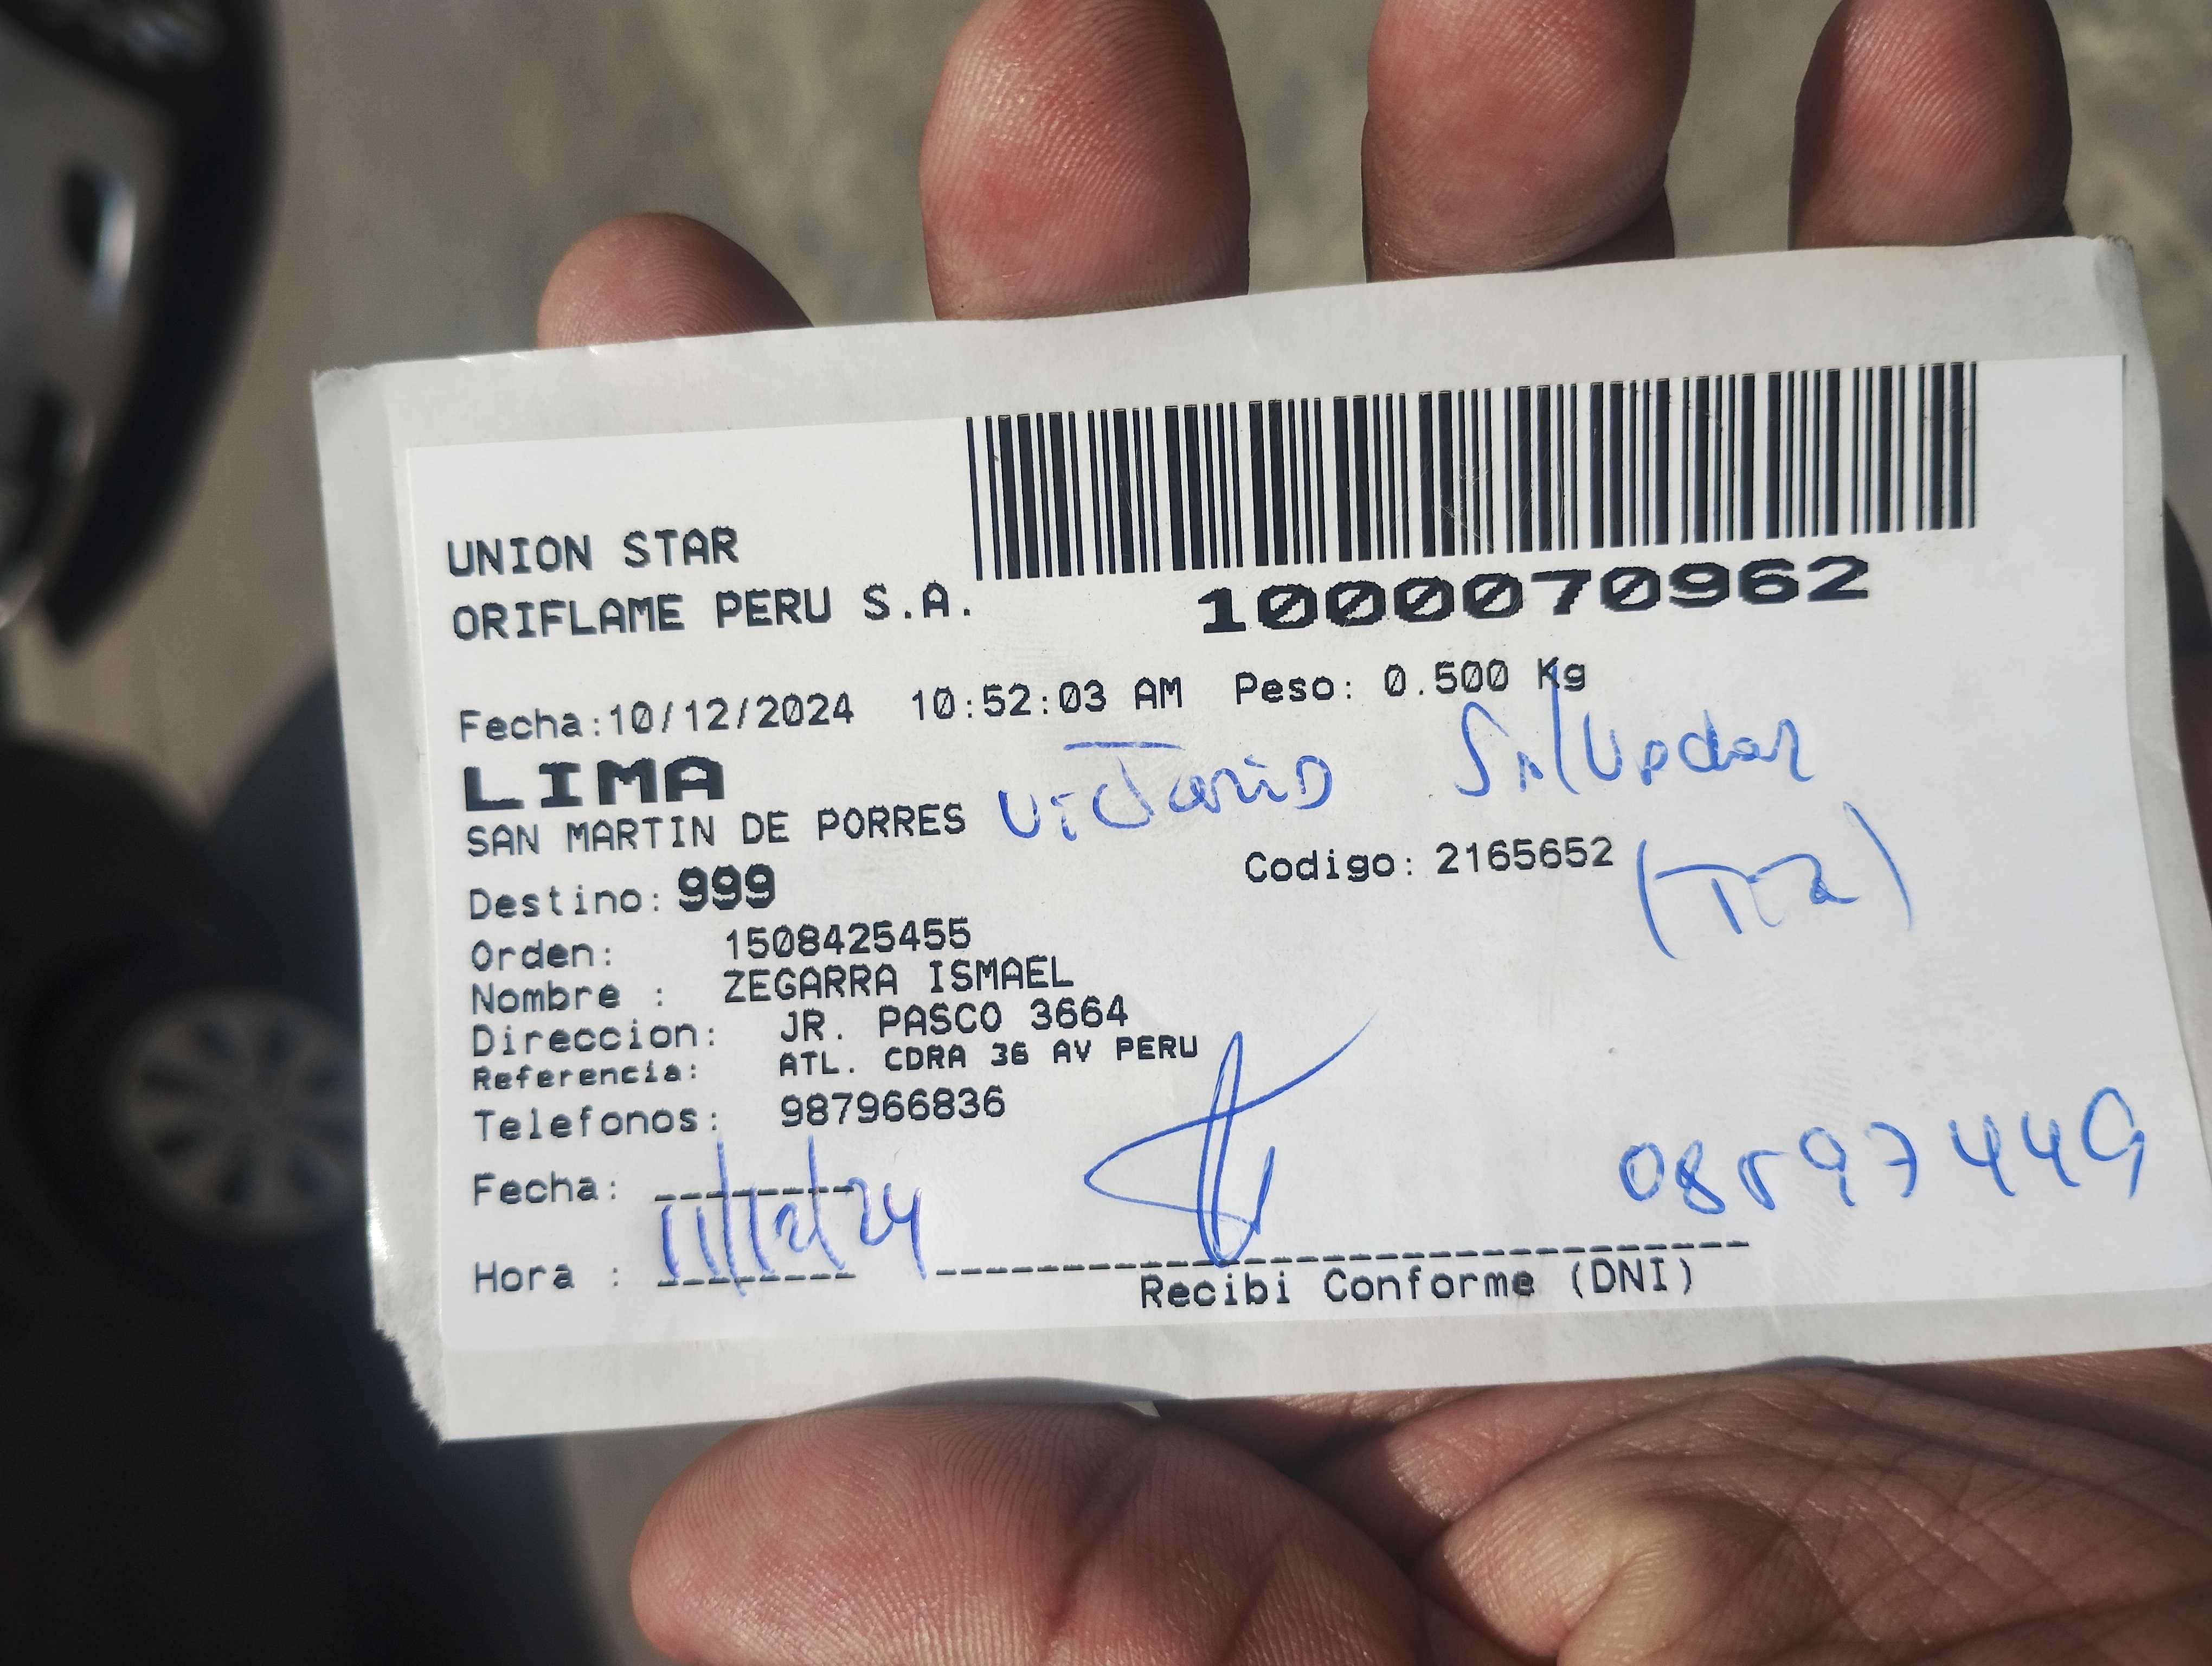 UNION STAR
ORIFLAME PERU S.A.
1000070962
Fecha:10/12/2024 10:52:03 AM Peso: 0.500 Kg
LIMA
SAN MARTIN DE PORRES Victoria Salvador
Destino: 999 Codigo: 2165652 (Tia)
Orden: 1508425455
Nombre : ZEGARRA ISMAEL
Direccion: JR. PASCO 3664
Referencia: ATL. CDRA 36 AV PERU
Telefonos: 987966836
Fecha: 11/12/24 08597449
Hora :
Recibi Conforme (DNI)